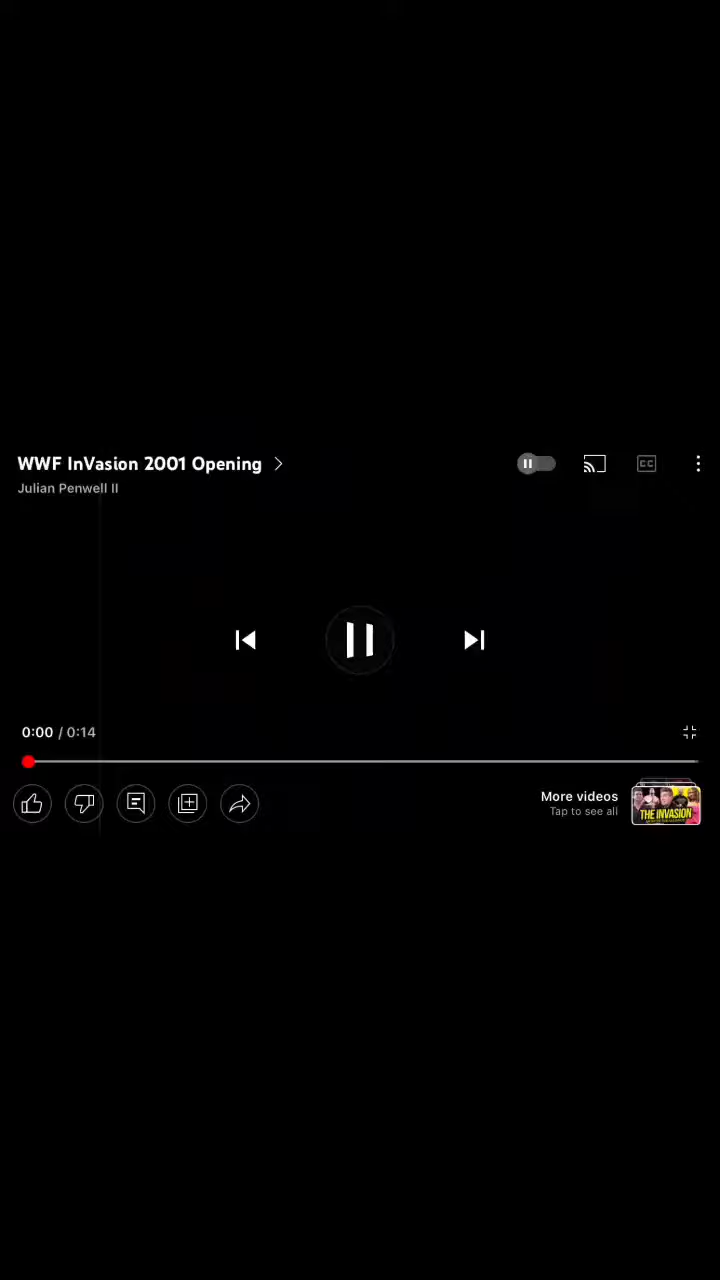 WWF InVasion 2001 Opening
Julian Penwell II
CC
0:00 / 0:14
More videos
Tap to see all
THE INVASION